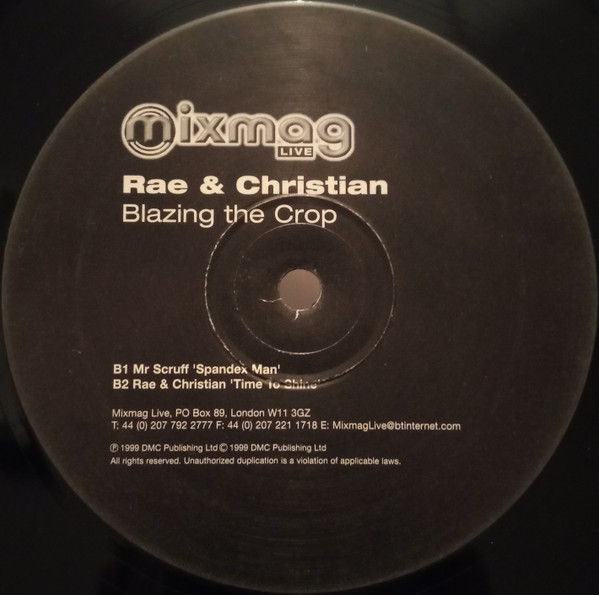 mixmag
LIVE
Rae & Christian
Blazing the Crop
B1 Mr Scruff 'Spandex Man'
B2 Rae & Christian 'Time To Shine'
Mixmag Live, PO Box 89, London W11 3GZ
T: 44 (0) 207 792 2777 F: 44 (0) 207 221 1718 E: MixmagLive@btinternet.com
℗ 1999 DMC Publishing Ltd © 1999 DMC Publishing Ltd
All rights reserved. Unauthorized duplication is a violation of applicable laws.